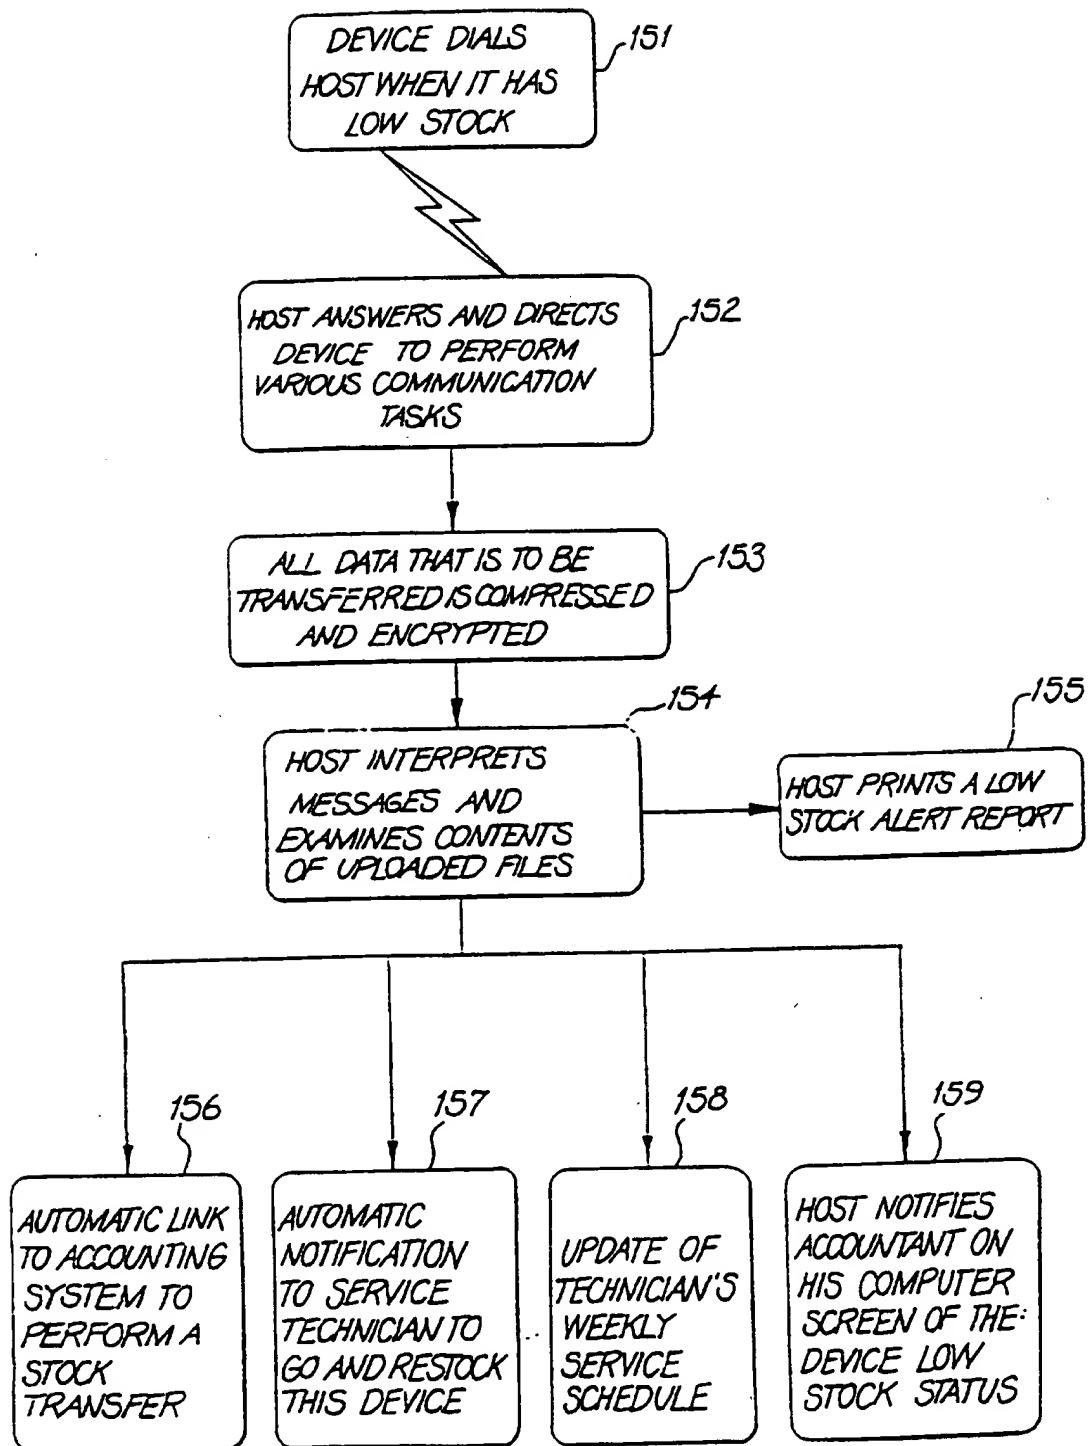 DEVICE DIALS
HOST WHEN IT HAS
LOW STOCK
151
HOST ANSWERS AND DIRECTS
DEVICE TO PERFORM
VARIOUS COMMUNICATION
TASKS
152
ALL DATA THAT IS TO BE
TRANSFERRED IS COMPRESSED
AND ENCRYPTED
153
HOST INTERPRETS
MESSAGES AND
EXAMINES CONTENTS
OF UPLOADED FILES
154
HOST PRINTS A LOW
STOCK ALERT REPORT
155
156
AUTOMATIC LINK
TO ACCOUNTING
SYSTEM TO
PERFORM A
STOCK
TRANSFER
157
AUTOMATIC
NOTIFICATION
TO SERVICE
TECHNICIAN TO
GO AND RESTOCK
THIS DEVICE
158
UPDATE OF
TECHNICIAN'S
WEEKLY
SERVICE
SCHEDULE
159
HOST NOTIFIES
ACCOUNTANT ON
HIS COMPUTER
SCREEN OF THE
DEVICE LOW
STOCK STATUS